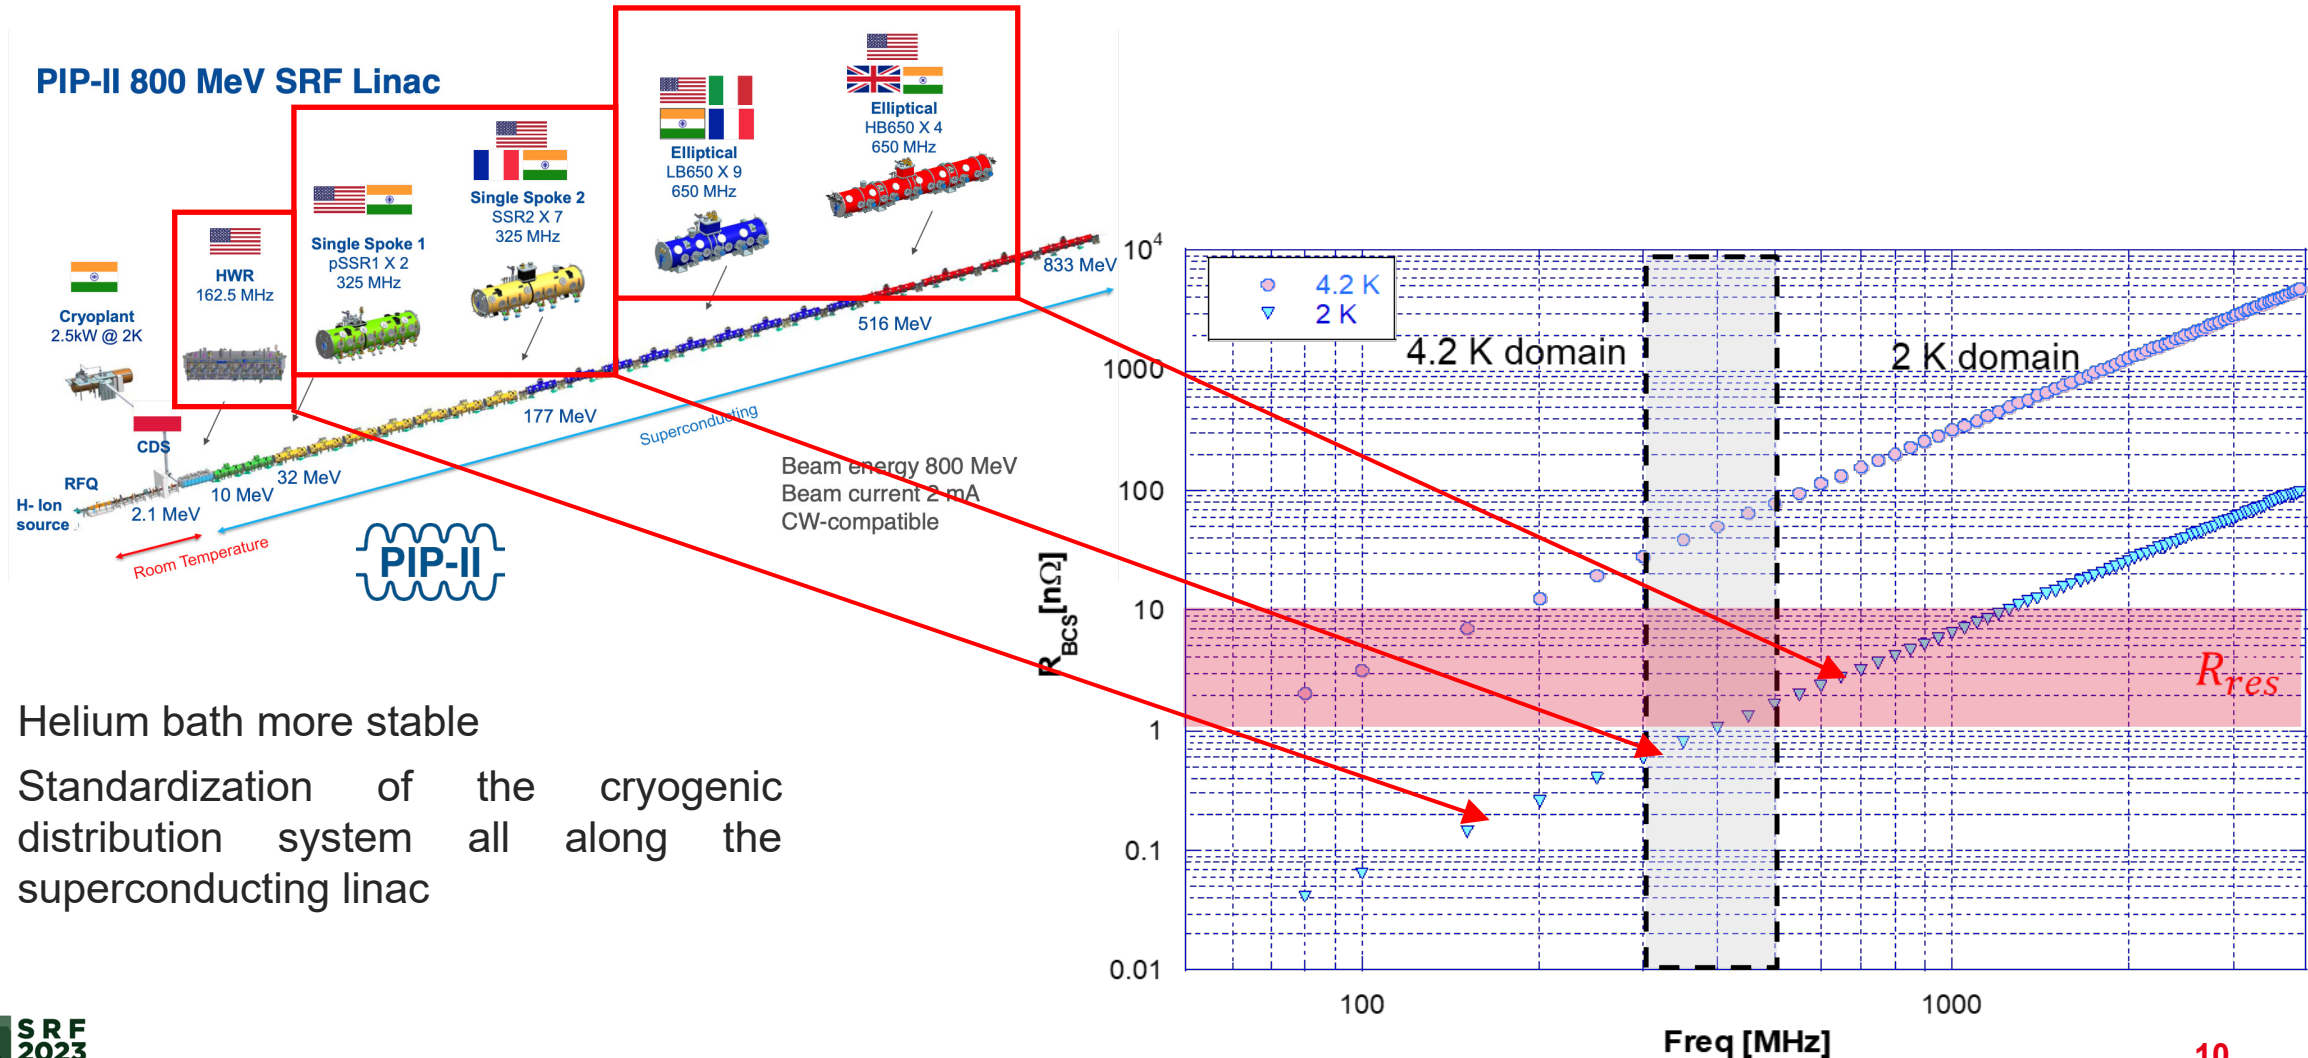 PIP-II 800 MeV SRF Linac
Elliptical
HB650 X 4
650 MHz
Elliptical
LB650 X 9
650 MHz
Single Spoke 2
SSR2 X 7
325 MHz
Single Spoke 1
pSSR1 X 2
325 MHz
HWR
162.5 MHz
Cryoplant
2.5kW @ 2K
CDS
RFQ
H- Ion
source
2.1 MeV
10 MeV
32 MeV
177 MeV
516 MeV
833 MeV
Room Temperature
Superconducting
PIP-II
Beam energy 800 MeV
Beam current 2 mA
CW-compatible
Helium bath more stable
Standardization of the cryogenic
distribution system all along the
superconducting linac
4.2 K
2 K
4.2 K domain
2 K domain
R_res
R_BCS[nΩ]
10^4
1000
100
10
1
0.1
0.01
100
1000
Freq [MHz]
SRF
2023
10